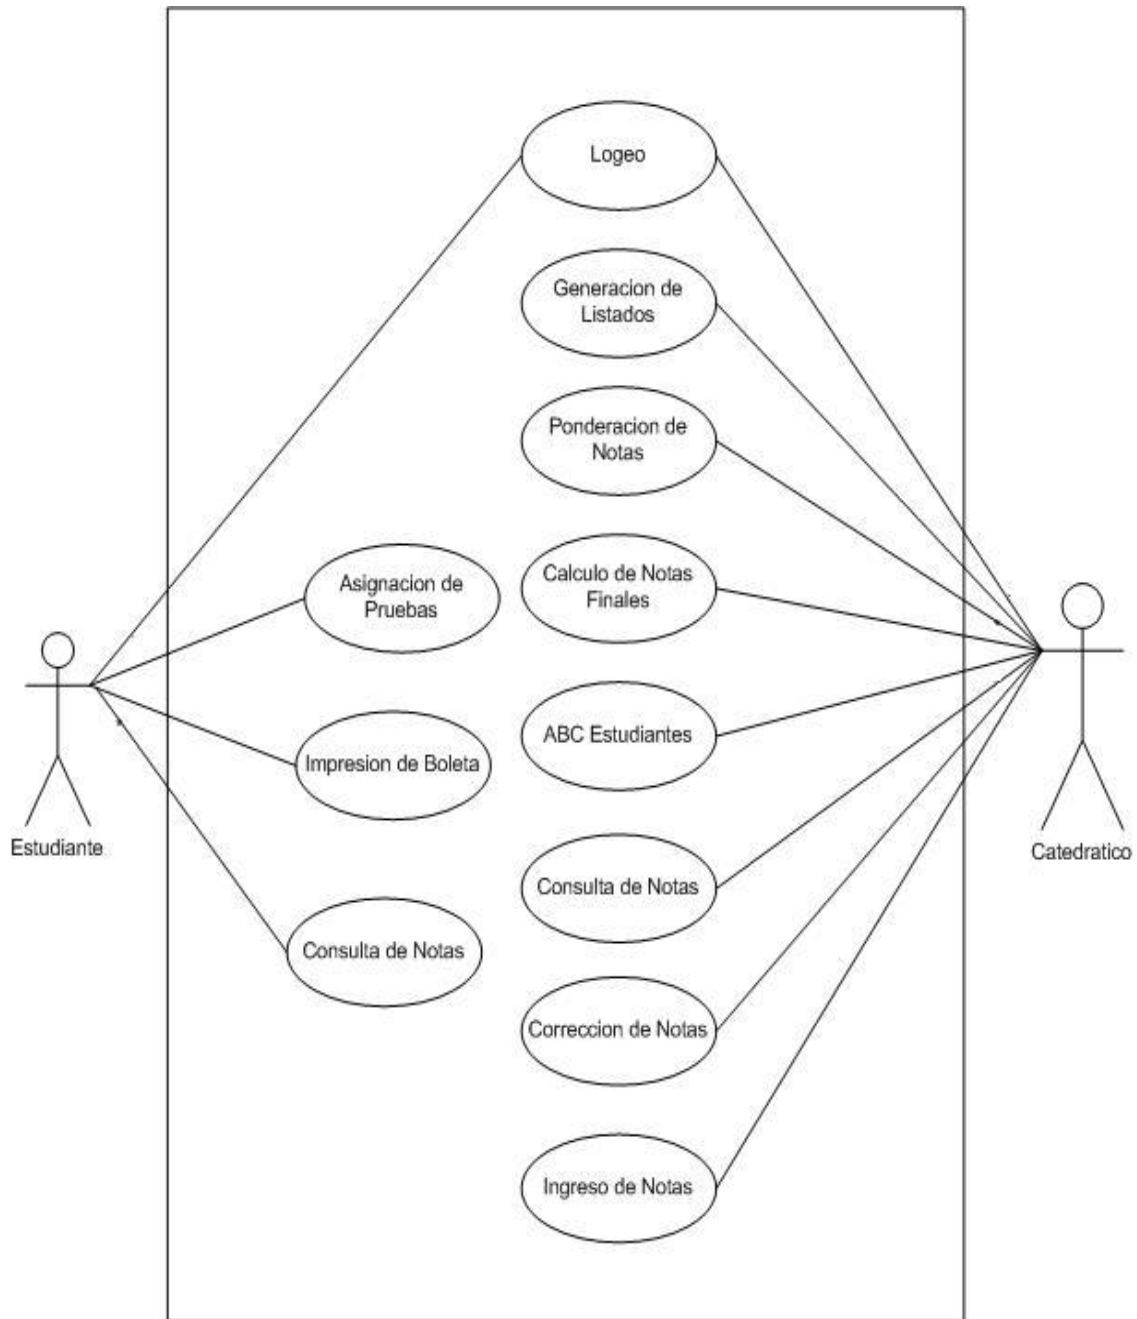 Logeo
Generacion de
Listados
Ponderacion de
Notas
Asignacion de
Pruebas
Calculo de Notas
Finales
Impresion de Boleta
ABC Estudiantes
Estudiante
Catedratico
Consulta de Notas
Consulta de Notas
Correccion de Notas
Ingreso de Notas